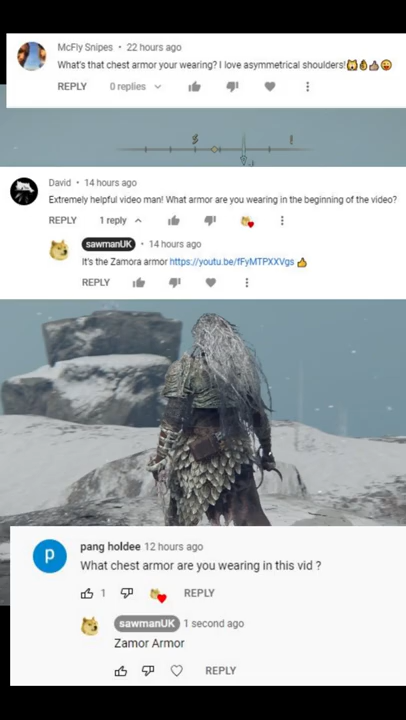 McFly Snipes • 22 hours ago
What's that chest armor your wearing? I love asymmetrical shoulders!
REPLY 0 replies
David • 14 hours ago
Extremely helpful video man! What armor are you wearing in the beginning of the video?
REPLY 1 reply
sawmanUK • 14 hours ago
It's the Zamora armor https://youtu.be/fFyMTPXXVgs 👍
REPLY
pang holdee 12 hours ago
p
What chest armor are you wearing in this vid ?
1 REPLY
sawmanUK 1 second ago
Zamor Armor
REPLY